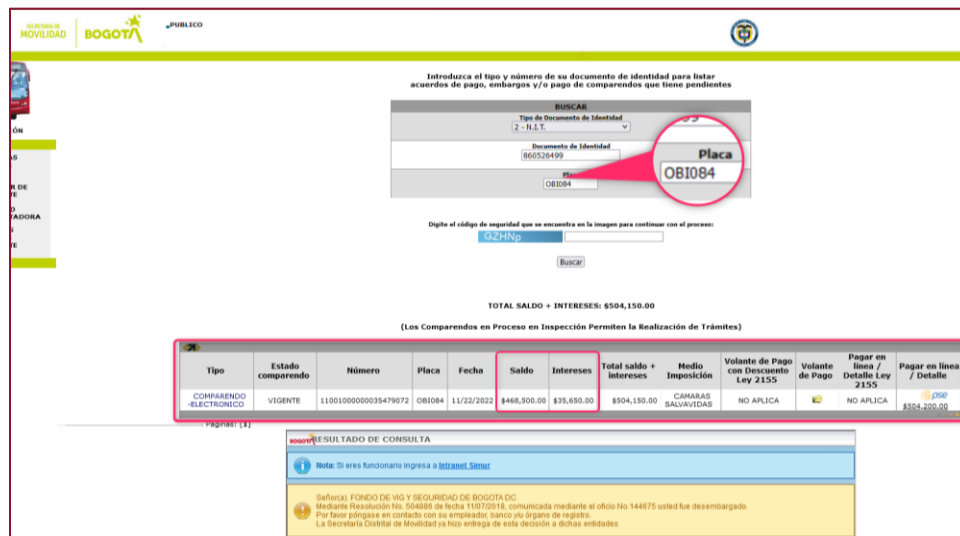 SECRETARÍA DE
MOVILIDAD
BOGOTÁ
PUBLICO
Introduzca el tipo y número de su documento de identidad para listar
acuerdos de pago, embargos y/o pago de comparendos que tiene pendientes
BUSCAR
Tipo de Documento de Identidad
2 - N.I.T.
Documento de Identidad
860526499
OBI084
Placa
OBI084
ÓN
AS
R DE
TE
O
TADORA
S
TE
Digite el código de seguridad que se encuentra en la imagen para continuar con el proceso:
GZHNp
Buscar
TOTAL SALDO + INTERESES: $504,150.00
(Los Comparendos en Proceso en Inspección Permiten la Realización de Trámites)
Tipo Estado comparendo Número Placa Fecha Saldo Intereses Total saldo + intereses Medio Imposición Volante de Pago con Descuento Ley 2155 Volante de Pago Pagar en línea / Detalle Ley 2155 Pagar en línea / Detalle
COMPARENDO -ELECTRONICO VIGENTE 11001000000035479072 OBI084 11/22/2022 $468,500.00 $35,650.00 $504,150.00 CAMARAS SALVAVIDAS NO APLICA NO APLICA pse $504,200.00
Páginas: [1]
BOGOTÁ RESULTADO DE CONSULTA
Nota: Si eres funcionario ingresa a Intranet Simur
Señor(a). FONDO DE VIG Y SEGURIDAD DE BOGOTA DC
Mediante Resolución No. 504886 de fecha 11/07/2018, comunicada mediante el oficio No.144675 usted fue desembargado.
Por favor póngase en contacto con su empleador, banco y/u órgano de registro.
La Secretaría Distrital de Movilidad ya hizo entrega de esta decisión a dichas entidades